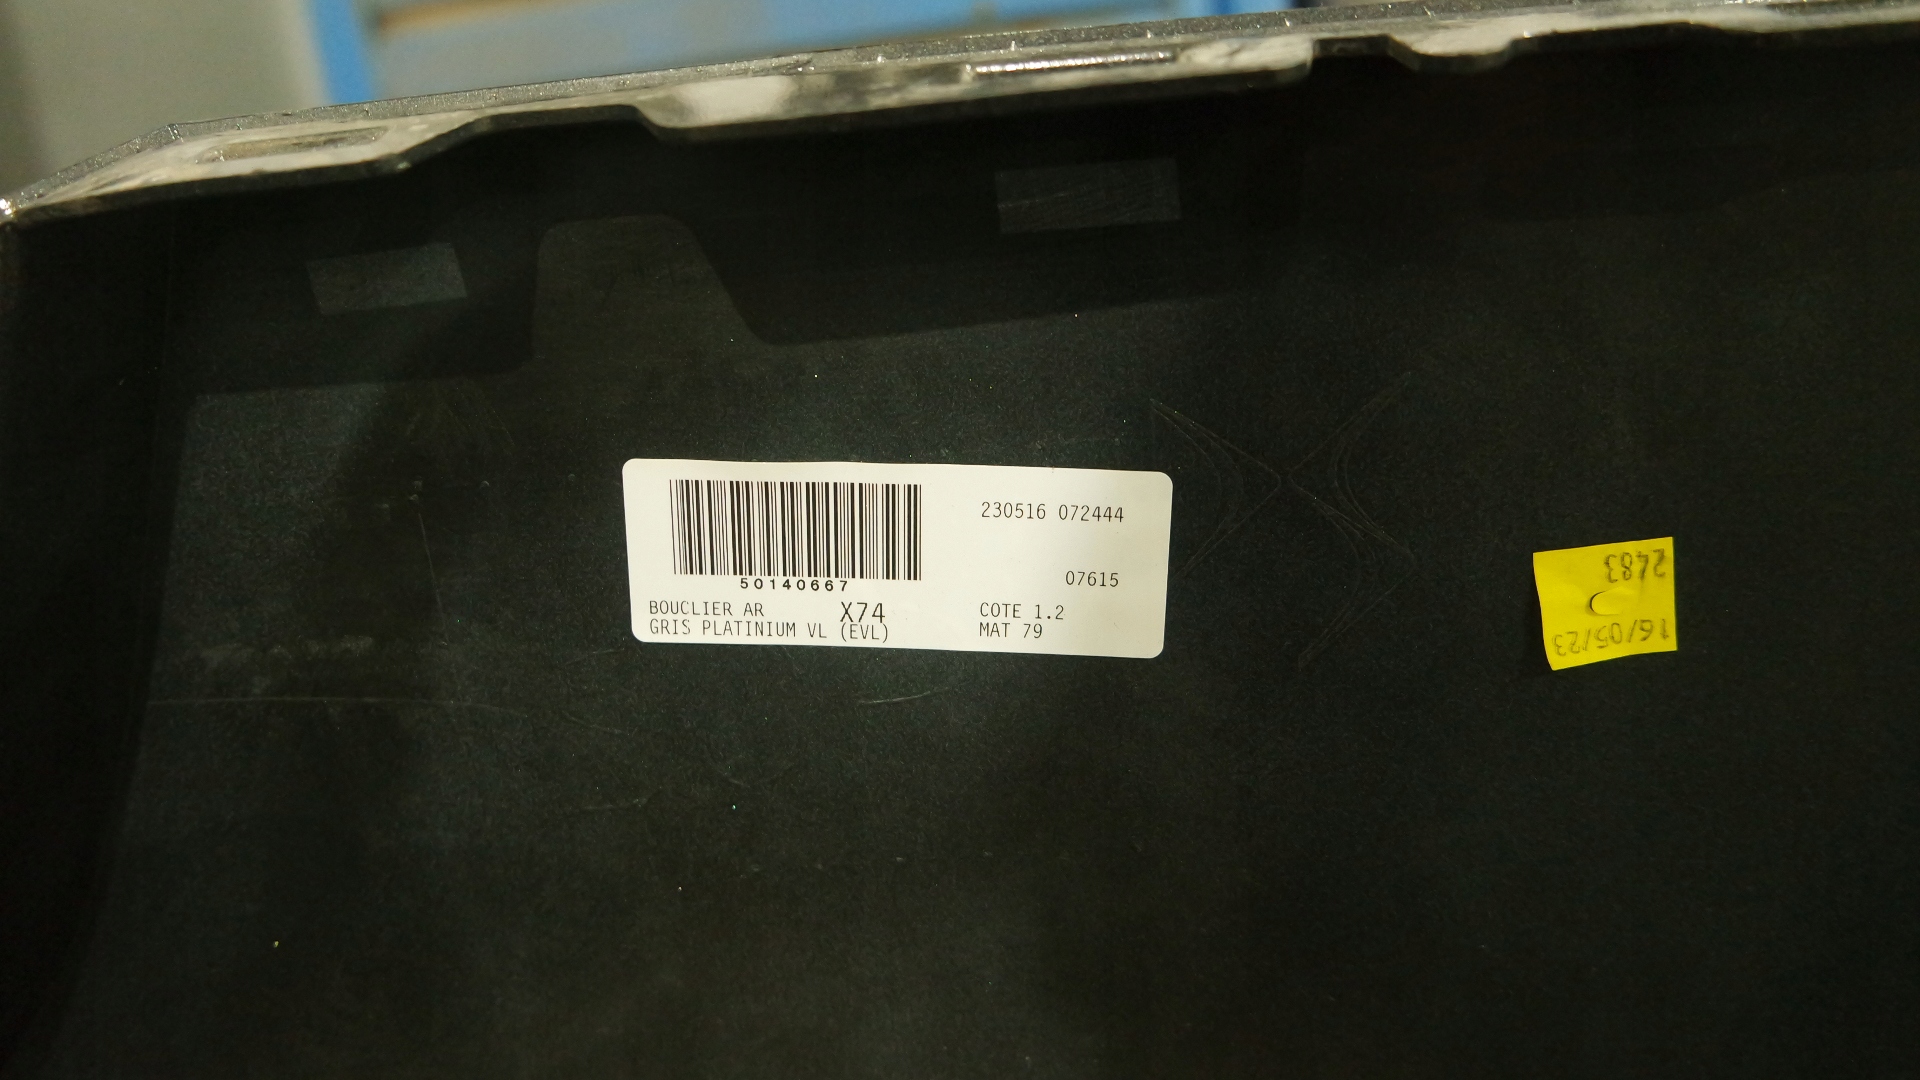 230516 072444
50140667
07615
BOUCLIER AR X74
GRIS PLATINIUM VL (EVL)
COTE 1.2
MAT 79
16/05/23
2483